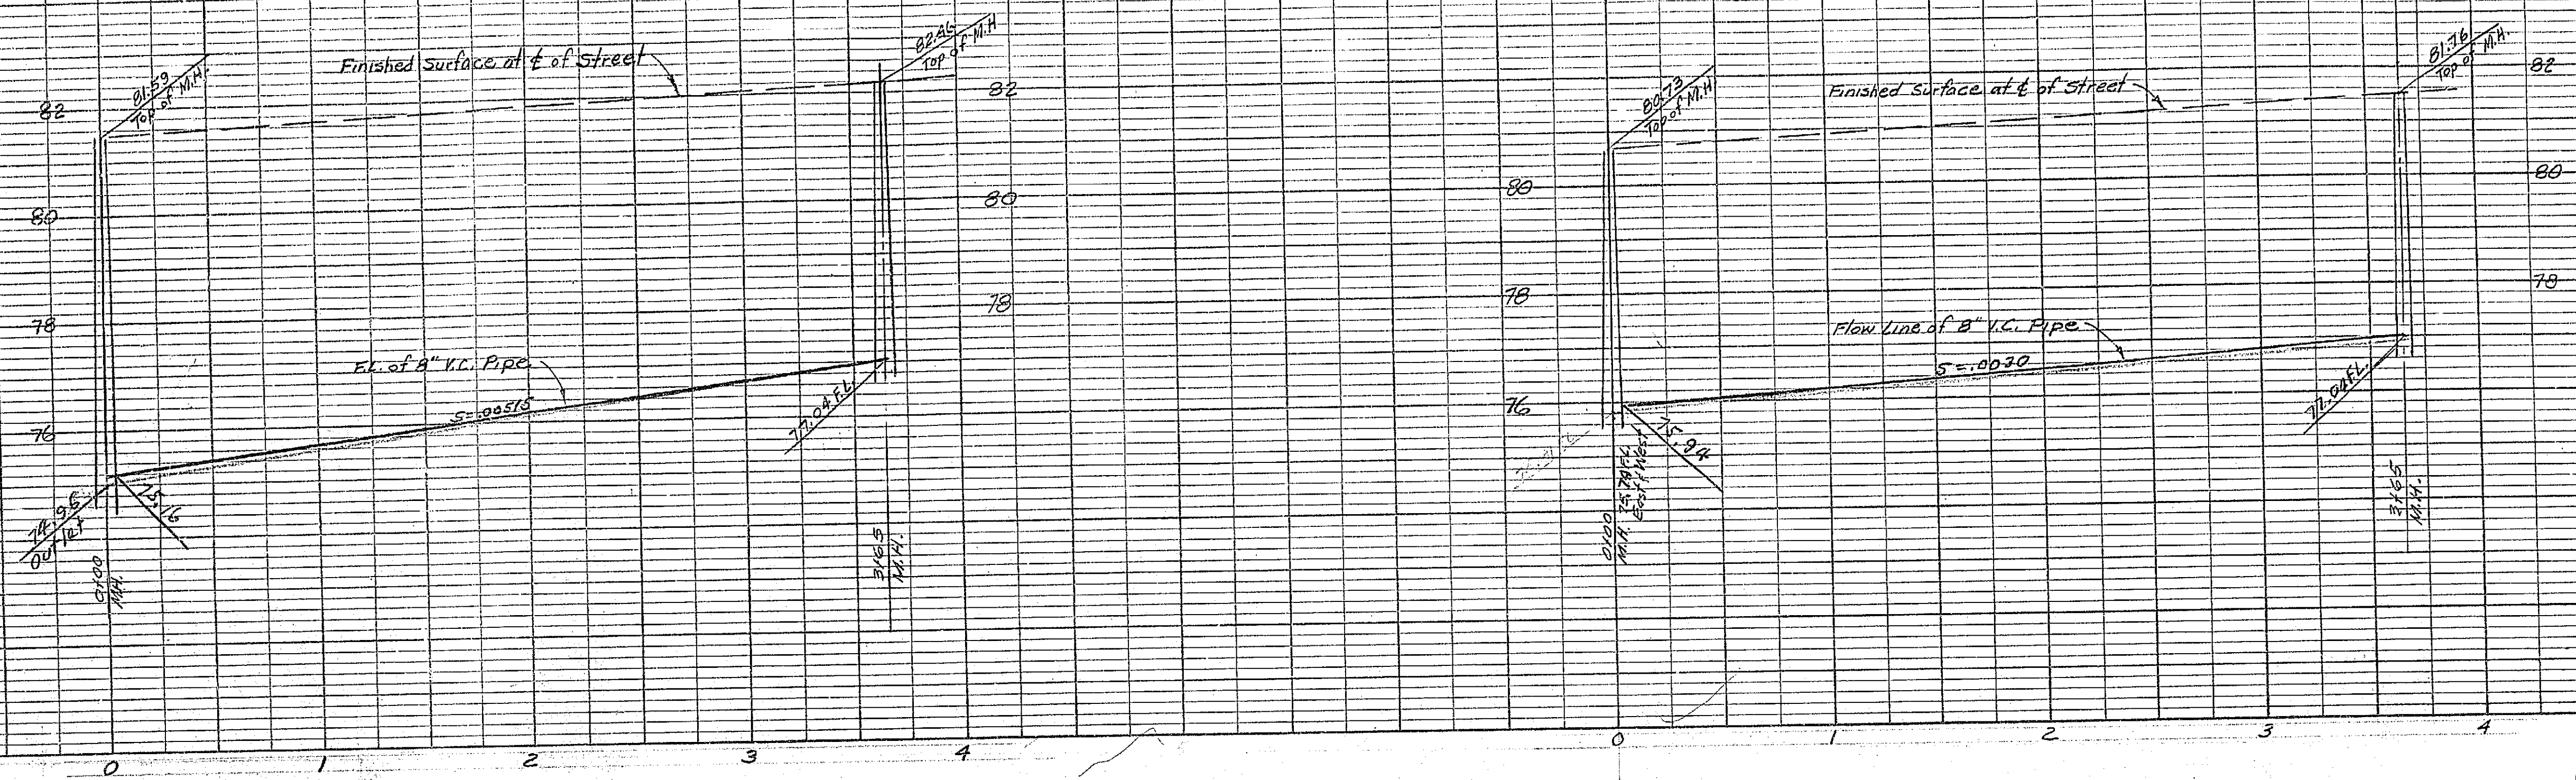 81.59
Top of M.H.
Finished Surface at ℄ of Street
82.45
Top of M.H
82
80
78
76
82
80
78
F.L. of 8" V.C. Pipe
S=.00515
77.04 F.L.
74.96
Outlet
75.16
0+00
M.H.
3+65
M.H.
0
1
2
3
4
80.73
Top of M.H
Finished Surface at ℄ of Street
81.76
Top of M.H.
80
78
76
82
80
78
Flow Line of 8" V.C. Pipe
S=.0030
77.04 F.L.
75.94
0+00
M.H. 75.74 F.L.
East & West
3+65
M.H.
0
1
2
3
4